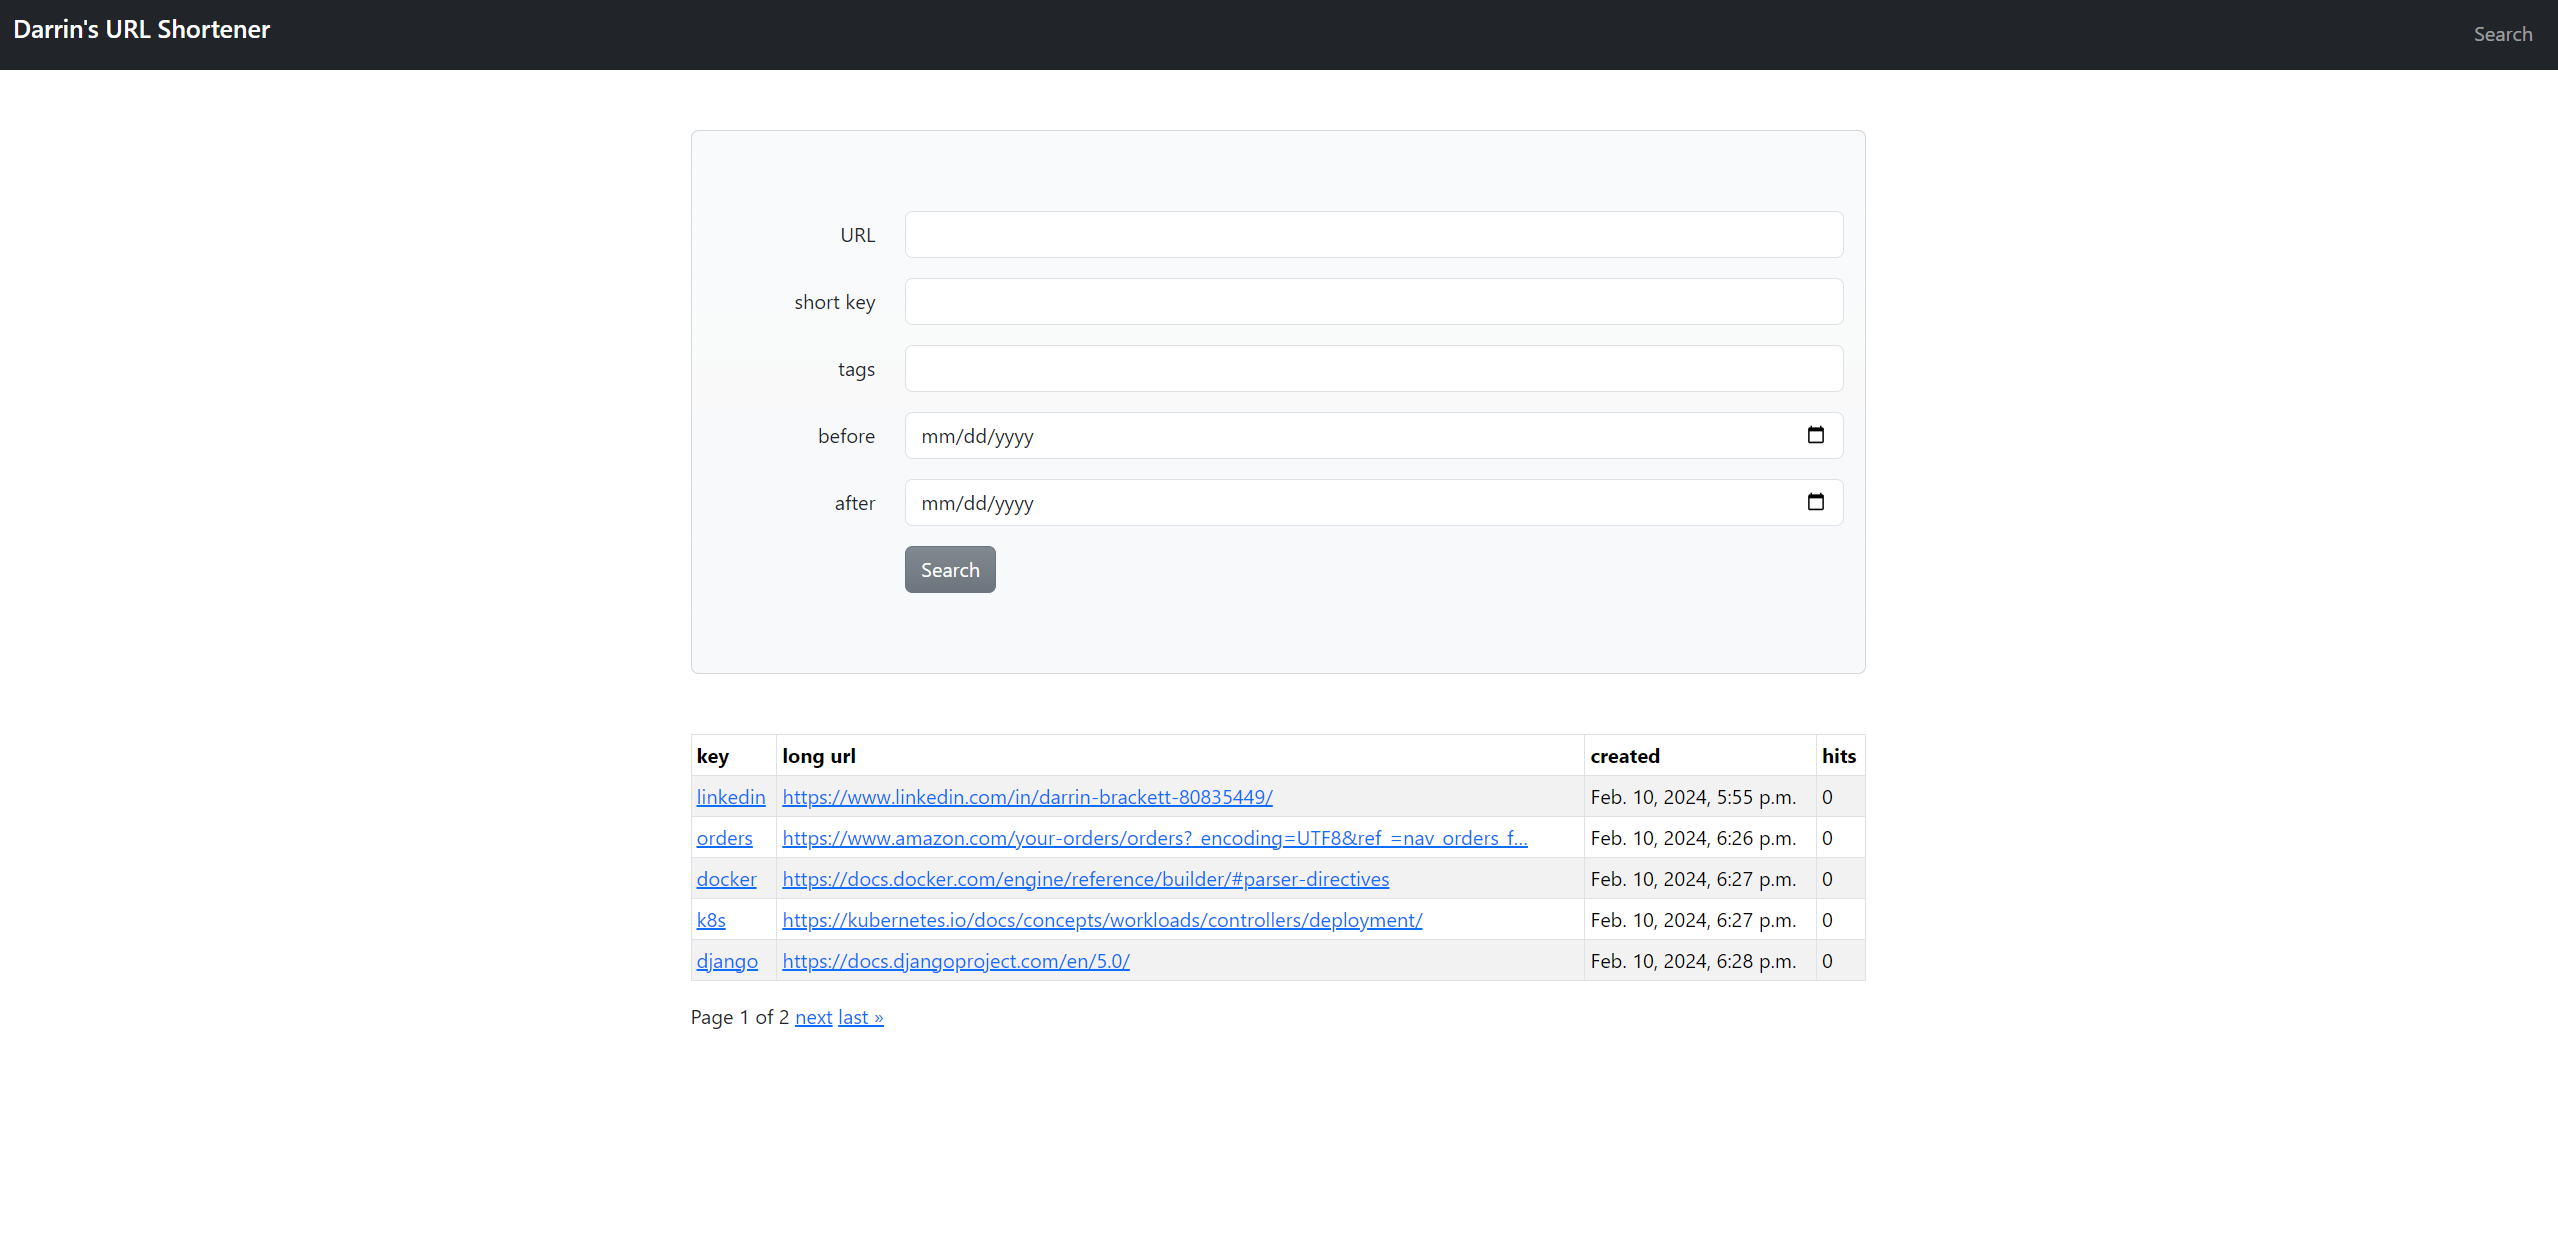 Darrin's URL Shortener Search
URL
short key
tags
before mm/dd/yyyy
after mm/dd/yyyy
Search
key long url created hits
linkedin https://www.linkedin.com/in/darrin-brackett-80835449/ Feb. 10, 2024, 5:55 p.m. 0
orders https://www.amazon.com/your-orders/orders?_encoding=UTF8&ref_=nav_orders_f… Feb. 10, 2024, 6:26 p.m. 0
docker https://docs.docker.com/engine/reference/builder/#parser-directives Feb. 10, 2024, 6:27 p.m. 0
k8s https://kubernetes.io/docs/concepts/workloads/controllers/deployment/ Feb. 10, 2024, 6:27 p.m. 0
django https://docs.djangoproject.com/en/5.0/ Feb. 10, 2024, 6:28 p.m. 0
Page 1 of 2 next last »